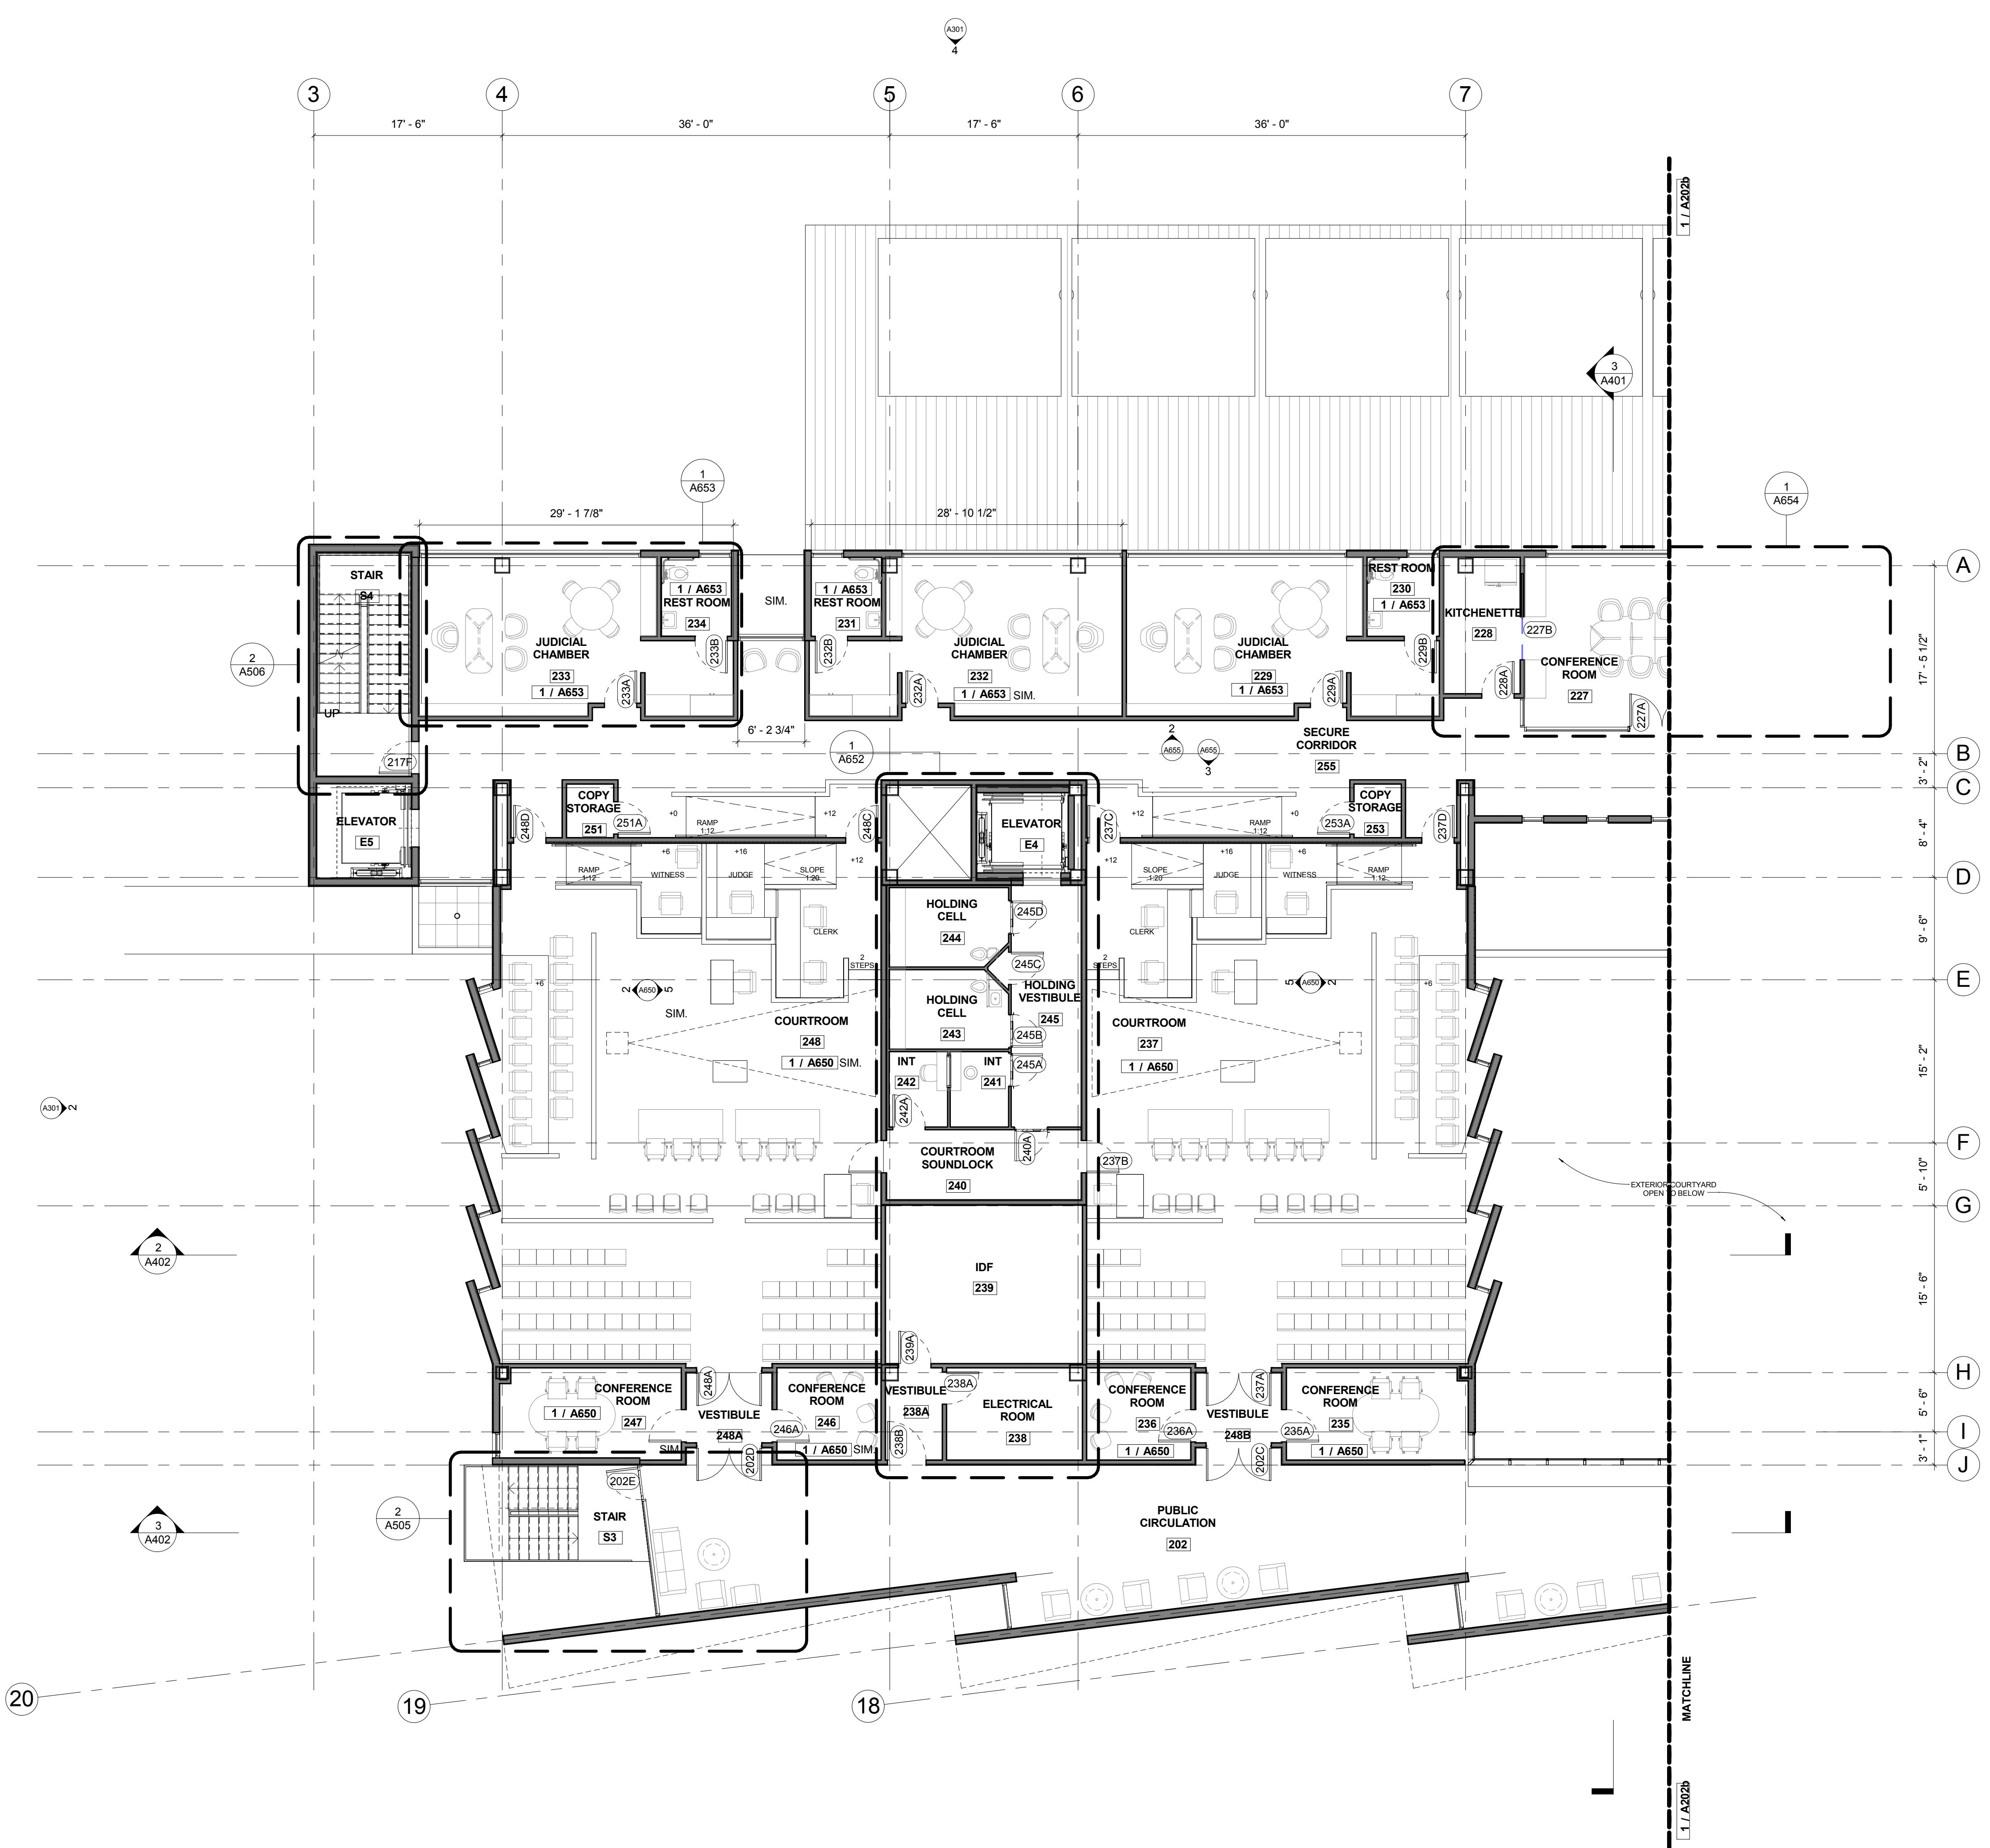 A301
4
3
4
5
6
7
17' - 6"
36' - 0"
17' - 6"
36' - 0"
1 / A202b
3
A401
1
A653
1
A654
29' - 1 7/8"
28' - 10 1/2"
A
STAIR
S4
UP
2
A506
217F
JUDICIAL
CHAMBER
233
1 / A653
233A
1 / A653
REST ROOM
234
233B
SIM.
1 / A653
REST ROOM
231
232B
JUDICIAL
CHAMBER
232
1 / A653 SIM.
232A
JUDICIAL
CHAMBER
229
1 / A653
229A
REST ROOM
230
1 / A653
229B
KITCHENETTE
228
228A
227B
CONFERENCE
ROOM
227
227A
17' - 5 1/2"
6' - 2 3/4"
1
A652
2
A655
A655
3
SECURE
CORRIDOR
255
B
3' - 2"
C
ELEVATOR
E5
248D
COPY
STORAGE
251
251A
+0
RAMP
1:12
+12
248C
ELEVATOR
E4
237C
+12
RAMP
1:12
+0
253A
COPY
STORAGE
253
237D
8' - 4"
RAMP
1:12
+6
WITNESS
+16
JUDGE
SLOPE
1:20
+12
+12
SLOPE
1:20
+16
JUDGE
+6
WITNESS
RAMP
1:12
D
CLERK
2
STEPS
HOLDING
CELL
244
245D
245C
CLERK
2
STEPS
9' - 6"
E
+6
2
A650
5
SIM.
COURTROOM
248
1 / A650 SIM.
HOLDING
CELL
243
HOLDING
VESTIBULE
245
245B
245A
COURTROOM
237
1 / A650
5
A650
2
+6
INT
242
242A
INT
241
15' - 2"
A301
2
F
COURTROOM
SOUNDLOCK
240
240A
237B
EXTERIOR COURTYARD
OPEN TO BELOW
5' - 10"
G
2
A402
IDF
239
239A
15' - 6"
H
CONFERENCE
ROOM
1 / A650
247
SIM.
248A
VESTIBULE
248A
202D
CONFERENCE
ROOM
246
246A
1 / A650 SIM.
VESTIBULE
238A
238B
238A
ELECTRICAL
ROOM
238
CONFERENCE
ROOM
236
236A
1 / A650
237A
VESTIBULE
248B
202C
CONFERENCE
ROOM
235
235A
1 / A650
5' - 6"
I
3' - 1"
J
3
A402
2
A505
202E
STAIR
S3
PUBLIC
CIRCULATION
202
20
19
18
MATCHLINE
1 / A202b